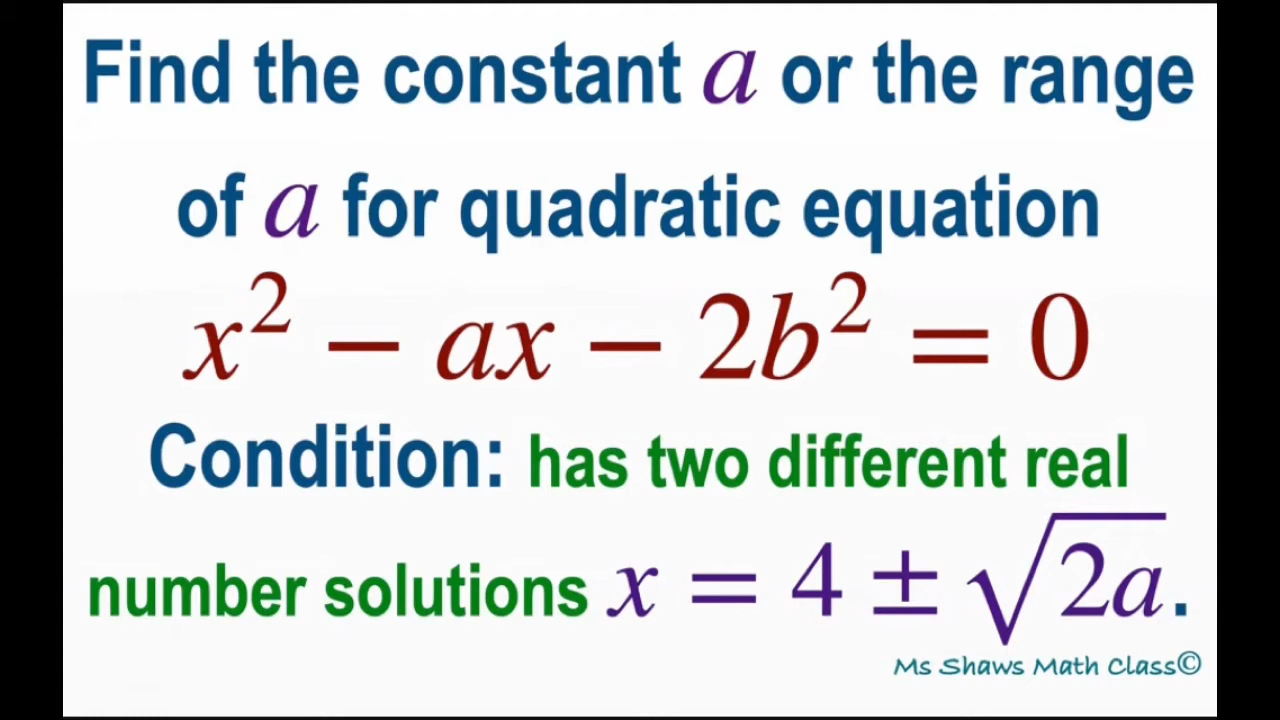 Find the constant a or the range
of a for quadratic equation
x² − ax − 2b² = 0
Condition: has two different real
number solutions x = 4 ± √2a.
Ms Shaws Math Class©